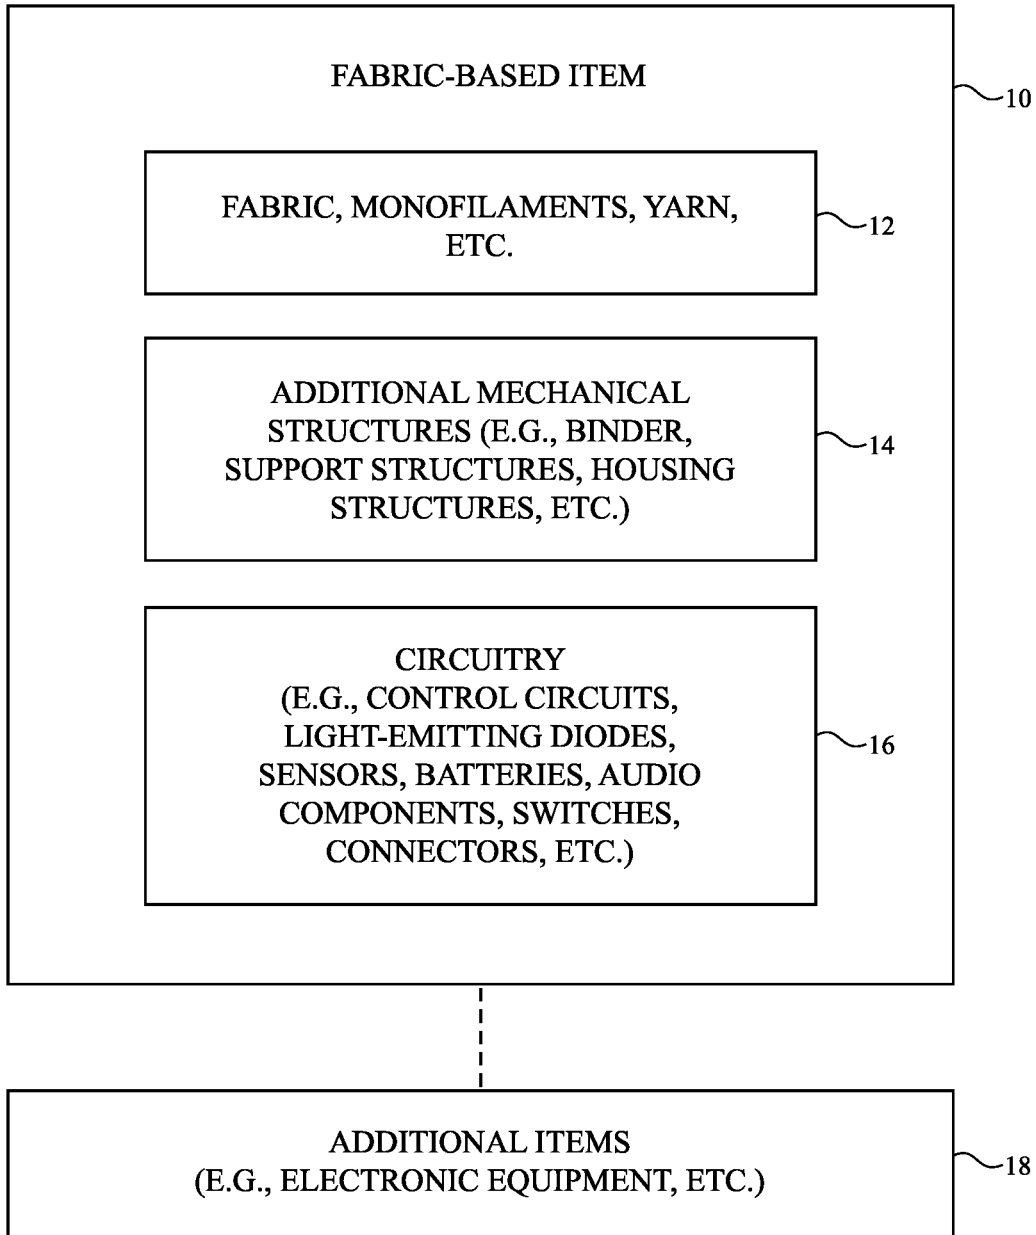 FABRIC-BASED ITEM
10
FABRIC, MONOFILAMENTS, YARN,
ETC.
12
ADDITIONAL MECHANICAL
STRUCTURES (E.G., BINDER,
SUPPORT STRUCTURES, HOUSING
STRUCTURES, ETC.)
14
CIRCUITRY
(E.G., CONTROL CIRCUITS,
LIGHT-EMITTING DIODES,
SENSORS, BATTERIES, AUDIO
COMPONENTS, SWITCHES,
CONNECTORS, ETC.)
16
ADDITIONAL ITEMS
(E.G., ELECTRONIC EQUIPMENT, ETC.)
18